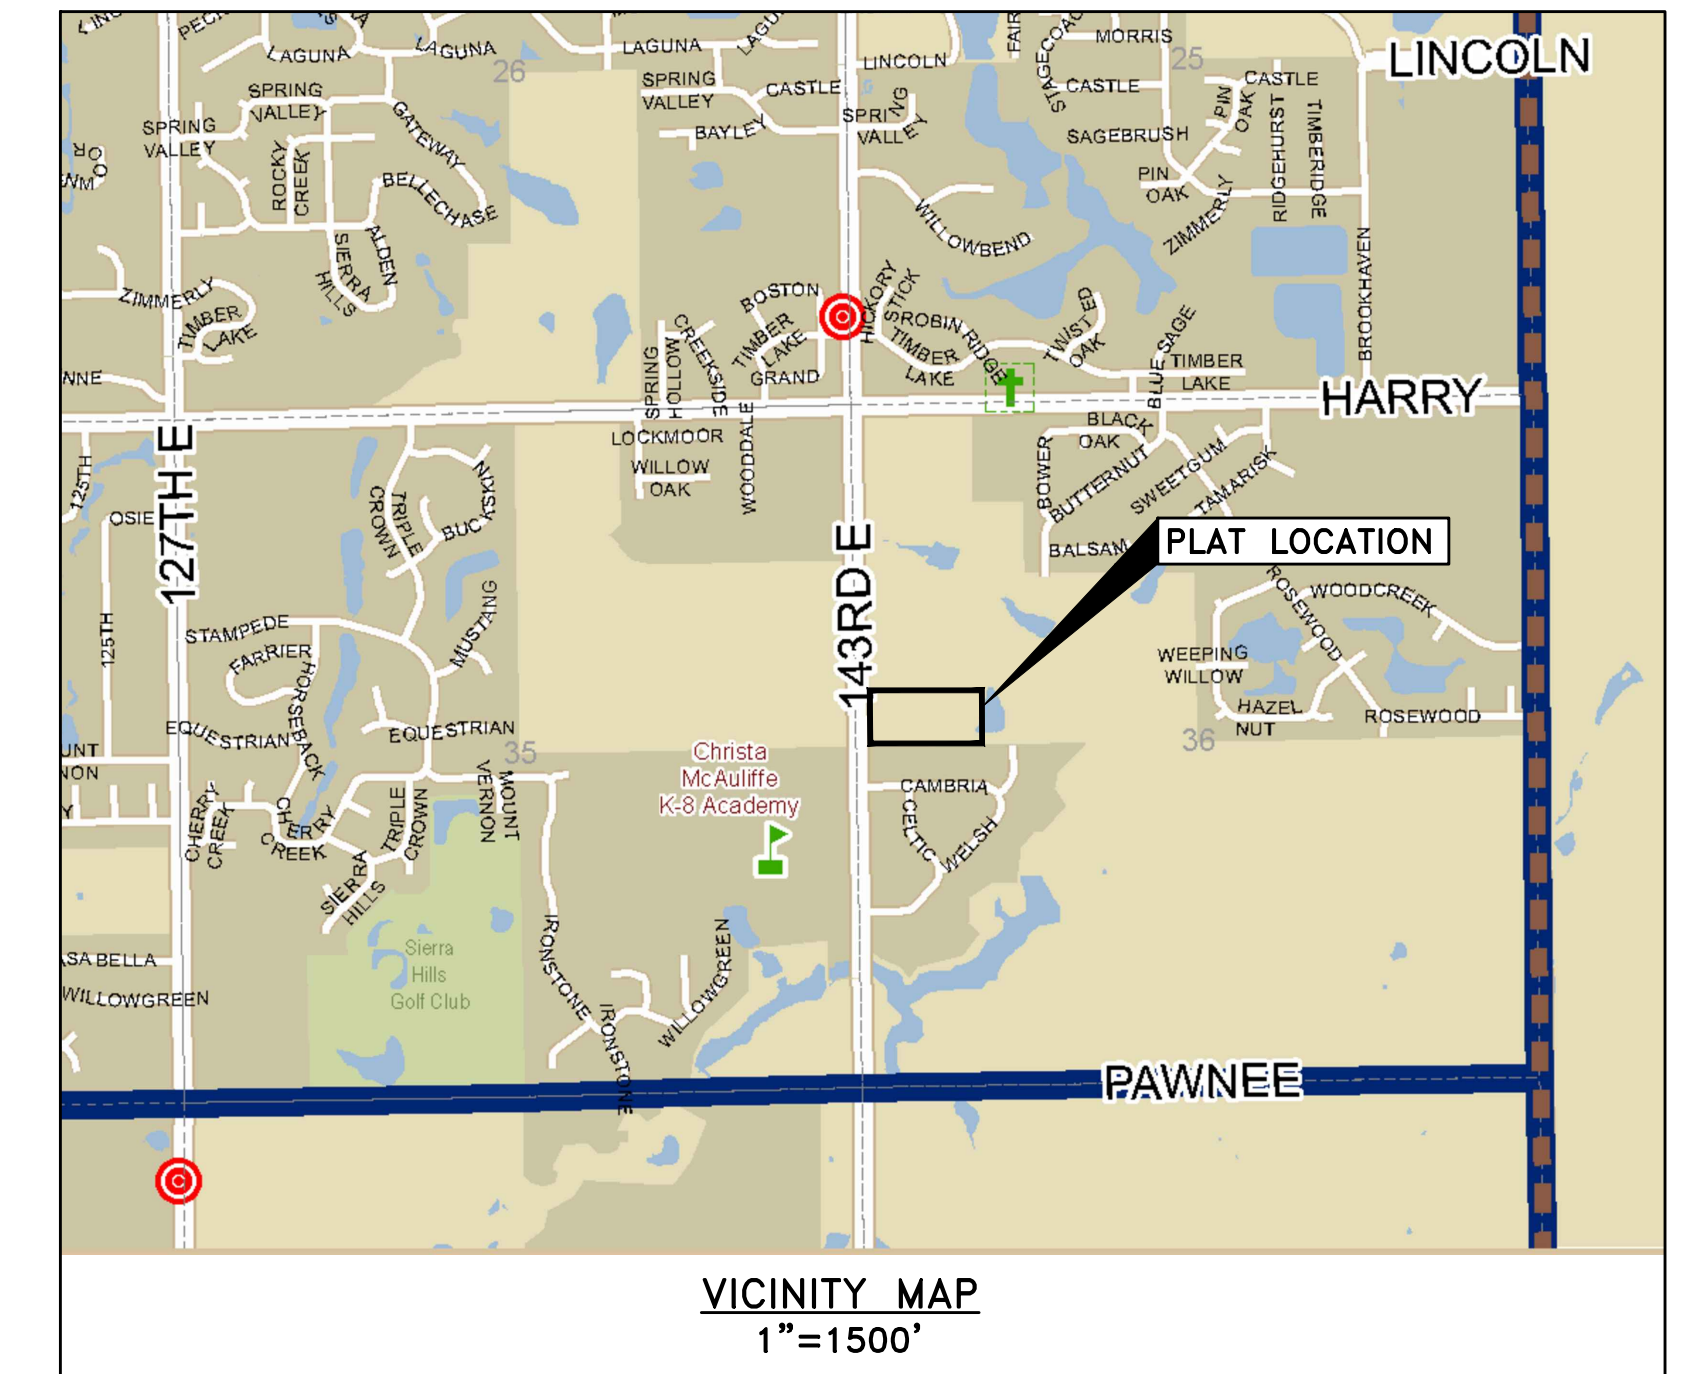 LAGUNA
LAGUNA
LAGUNA
LINCOLN
MORRIS
25
LINCOLN
26
SPRING
VALLEY
SPRING
VALLEY
CASTLE
STAGECOACH
CASTLE
CASTLE
SPRING
VALLEY
GATEWAY
BAYLEY
SPRING
VALLEY
SAGEBRUSH
PIN
OAK
RIDGEHURST
TIMBERIDGE
ROCKY
CREEK
BELLECHASE
PIN
OAK
ZIMMERLY
WILLOWBEND
ALDEN
SIERRA
HILLS
ZIMMERLY
TIMBER
LAKE
BOSTON
HICKORY
STICK
ROBIN RIDGE
TWISTED
OAK
BLUE SAGE
BROOKHAVEN
SPRING
HOLLOW
CREEKSIDE
TIMBER
LAKE
TIMBER
LAKE
TIMBER
LAKE
GRAND
HARRY
LOCKMOOR
WOODDALE
WILLOW
OAK
BLACK
OAK
BOWER
BUTTERNUT
SWEETGUM
TAMARISK
BALSAM
127TH E
125TH
OSIE
TRIPLE
CROWN
BUCKSKIN
143RD E
PLAT LOCATION
125TH
STAMPEDE
FARRIER
HORSEBACK
MUSTANG
ROSEWOOD
WOODCREEK
WEEPING
WILLOW
HAZEL
NUT
ROSEWOOD
EQUESTRIAN
EQUESTRIAN
35
36
Christa
McAuliffe
K-8 Academy
MOUNT
VERNON
CAMBRIA
CELTIC
WELSH
CHERRY
CREEK
CHERRY
CREEK
TRIPLE
CROWN
SIERRA
HILLS
Sierra
Hills
Golf Club
IRONSTONE
IRONSTONE
WILLOWGREEN
WILLOWGREEN
PAWNEE
VICINITY MAP
1"=1500'